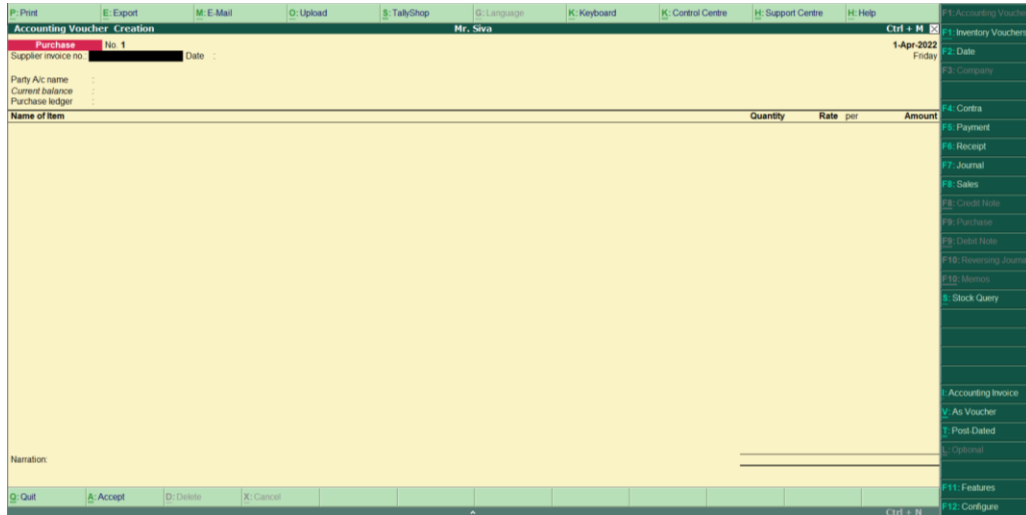 P: Print E: Export M: E-Mail O: Upload S: TallyShop G: Language K: Keyboard K: Control Centre H: Support Centre H: Help
Accounting Voucher Creation Mr. Siva Ctrl + M
Purchase No. 1 1-Apr-2022
Supplier invoice no.: Date : Friday
Party A/c name :
Current balance :
Purchase ledger :
Name of Item Quantity Rate per Amount
Narration:
Q: Quit A: Accept D: Delete X: Cancel
Ctrl + N
F1: Accounting Vouche
F1: Inventory Vouchers
F2: Date
F3: Company
F4: Contra
F5: Payment
F6: Receipt
F7: Journal
F8: Sales
F8: Credit Note
F9: Purchase
F9: Debit Note
F10: Reversing Journa
F10: Memos
S: Stock Query
I: Accounting Invoice
V: As Voucher
T: Post-Dated
L: Optional
F11: Features
F12: Configure